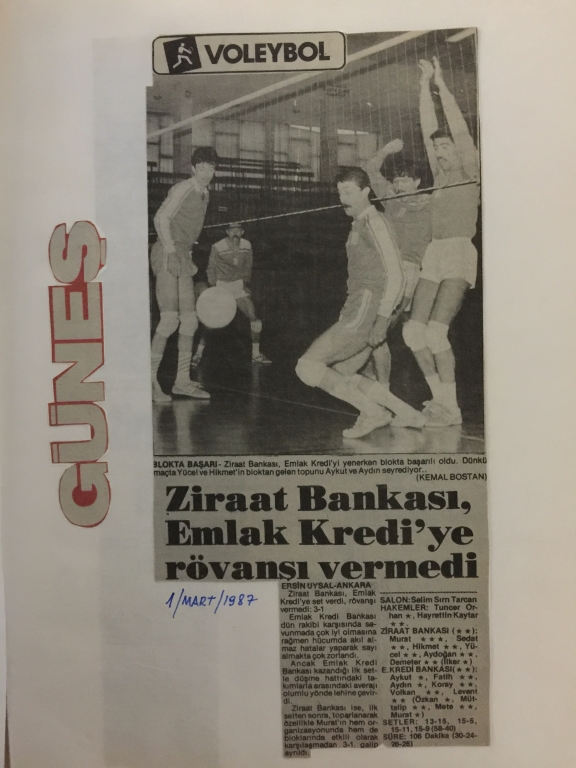 VOLEYBOL
GÜNEŞ
BLOKTA BAŞARI - Ziraat Bankası, Emlak Kredi'yi yenerken blokta başarılı oldu. Dünkü
maçta Yücel ve Hikmet'in bloktan gelen topunu Aykut ve Aydın seyrediyor...
(KEMAL BOSTAN)
Ziraat Bankası,
Emlak Kredi'ye
rövanşı vermedi
1/MART/1987
ERSİN UYSAL-ANKARA
Ziraat Bankası, Emlak
Kredi'ye set verdi, rövanşı
vermedi: 3-1
Emlak Kredi Bankası
dün rakibi karşısında sa-
vunmada çok iyi olmasına
rağmen hücumda akıl al-
maz hatalar yaparak sayı
almakta çok zorlandı.
Ancak Emlak Kredi
Bankası kazandığı ilk set-
le düşme hattındaki ta-
kımlarla arasındaki averajı
olumlu yönde lehine çevir-
di.
Ziraat Bankası ise, ilk
setten sonra, toparlanarak
özellikle Murat'ın hem or-
ganizasyonunda hem de
bloklarında etkili olarak
karşılaşmadan 3-1 galip
ayrıldı.
SALON: Selim Sırrı Tarcan
HAKEMLER: Tuncer Or-
han ★, Hayrettin Kaytar
★★.
ZİRAAT BANKASI (★★):
Murat ★★★, Sedat
★★, Hikmet ★★, Yü-
cel ★★, Aydoğan ★★,
Demeter ★★ (İlkar ★)
E.KREDİ BANKASI(★★):
Aykut ★, Fatih ★★,
Aydın ★, Koray ★★,
Volkan ★★, Levent
★★ (Özkan ★, Müt-
talip ★★, Mete ★★,
Murat ★)
SETLER: 13-15, 15-5,
15-11, 15-9 (58-40)
SÜRE: 106 Dakika (30-24-
26-26)